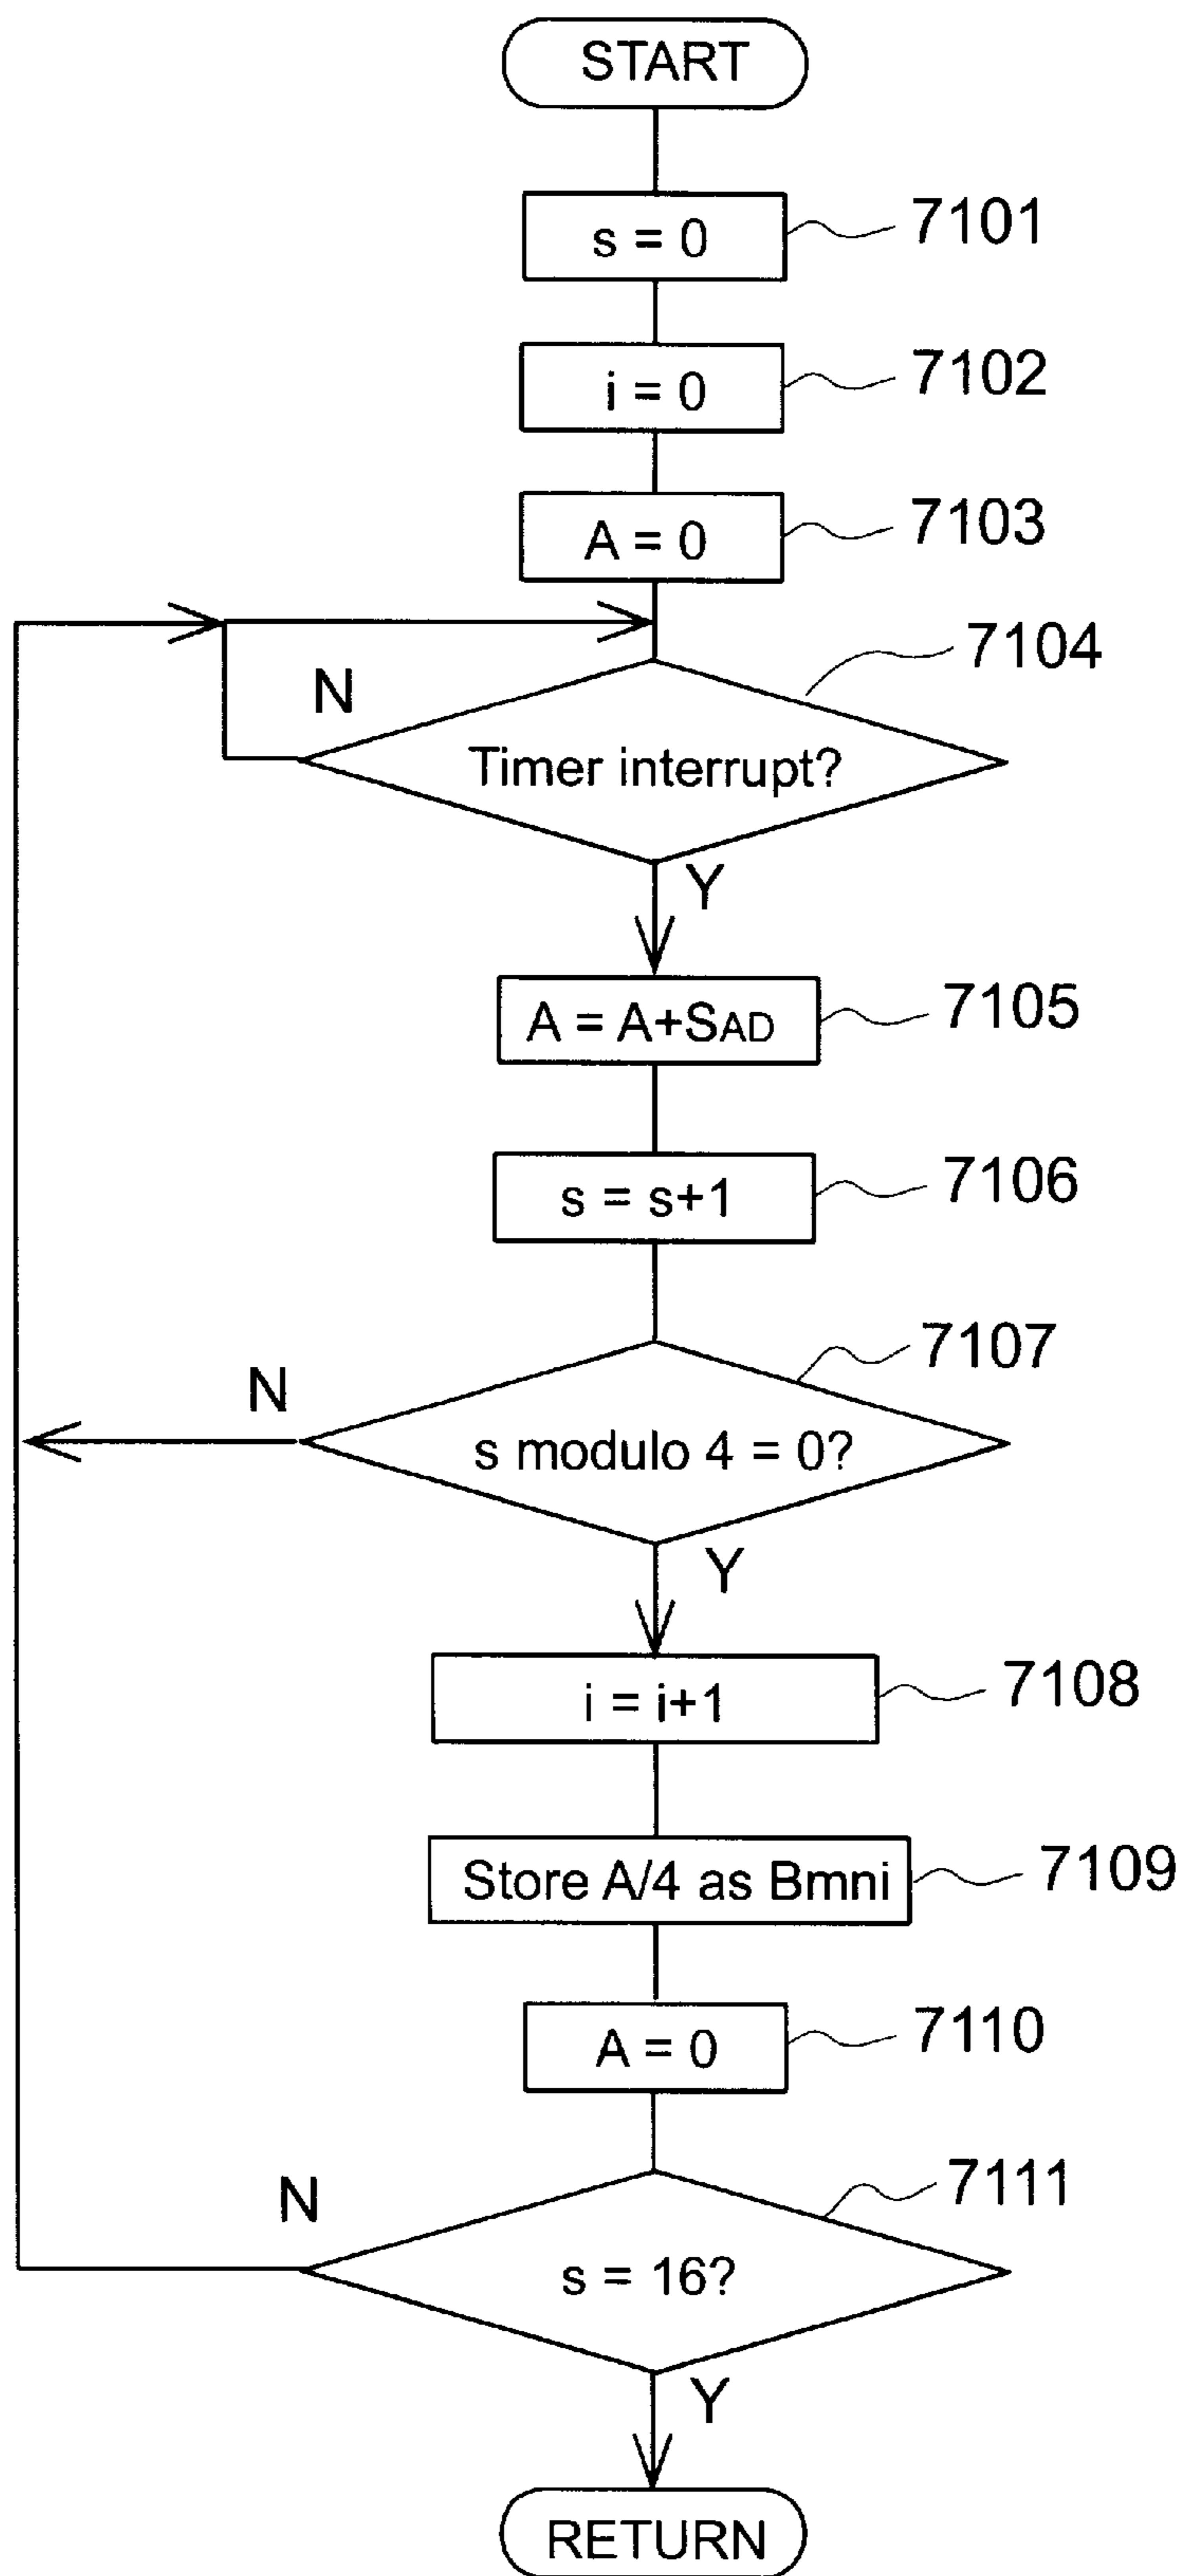 START
s = 0
7101
i = 0
7102
A = 0
7103
7104
N
Timer interrupt?
Y
A = A+SAD
7105
s = s+1
7106
7107
N
s modulo 4 = 0?
Y
i = i+1
7108
Store A/4 as Bmni
7109
A = 0
7110
7111
N
s = 16?
Y
RETURN